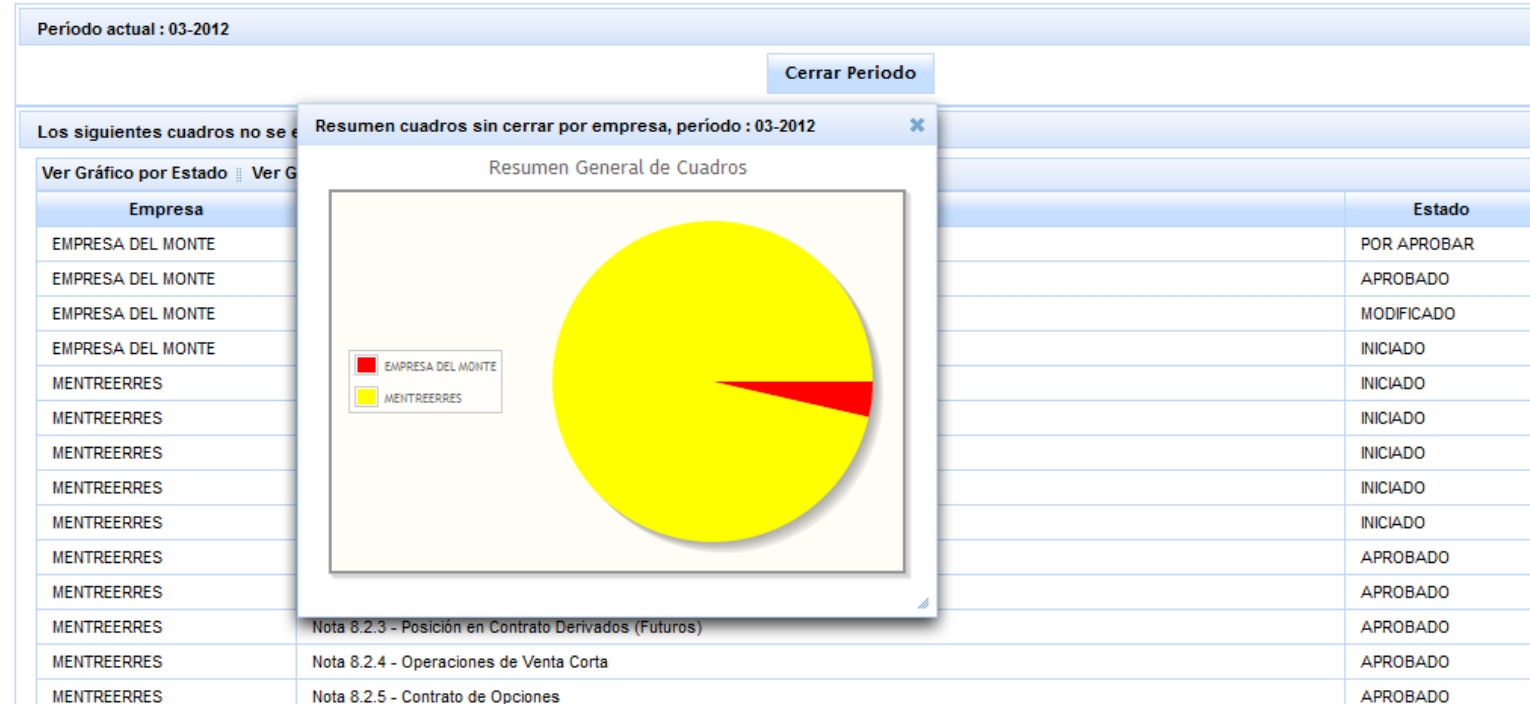 Período actual : 03-2012
Cerrar Periodo
Los siguientes cuadros no se
Resumen cuadros sin cerrar por empresa, período : 03-2012
Ver Gráfico por Estado Ver
Resumen General de Cuadros
Empresa Estado
EMPRESA DEL MONTE POR APROBAR
EMPRESA DEL MONTE APROBADO
EMPRESA DEL MONTE MODIFICADO
EMPRESA DEL MONTE INICIADO
EMPRESA DEL MONTE
MENTREERRES
MENTREERRES INICIADO
MENTREERRES INICIADO
MENTREERRES INICIADO
MENTREERRES INICIADO
MENTREERRES INICIADO
MENTREERRES APROBADO
MENTREERRES APROBADO
MENTREERRES Nota 8.2.3 - Posición en Contrato Derivados (Futuros) APROBADO
MENTREERRES Nota 8.2.4 - Operaciones de Venta Corta APROBADO
MENTREERRES Nota 8.2.5 - Contrato de Opciones APROBADO